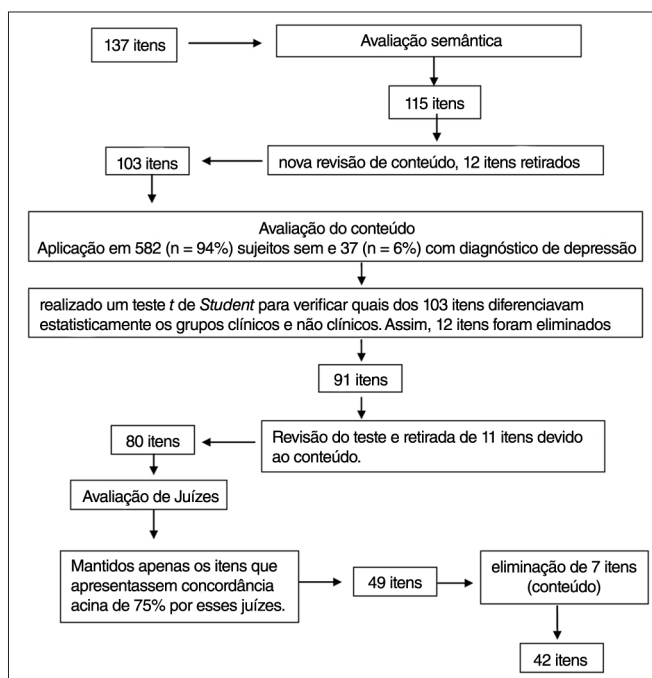 137 itens
Avaliação semântica
115 itens
103 itens
nova revisão de conteúdo, 12 itens retirados
Avaliação do conteúdo
Aplicação em 582 (n = 94%) sujeitos sem e 37 (n = 6%) com diagnóstico de depressão
realizado um teste t de Student para verificar quais dos 103 itens diferenciavam
estatisticamente os grupos clínicos e não clínicos. Assim, 12 itens foram eliminados
91 itens
80 itens
Revisão do teste e retirada de 11 itens devido
ao conteúdo.
Avaliação de Juízes
Mantidos apenas os itens que
apresentassem concordância
acina de 75% por esses juízes.
49 itens
eliminação de 7 itens
(conteúdo)
42 itens